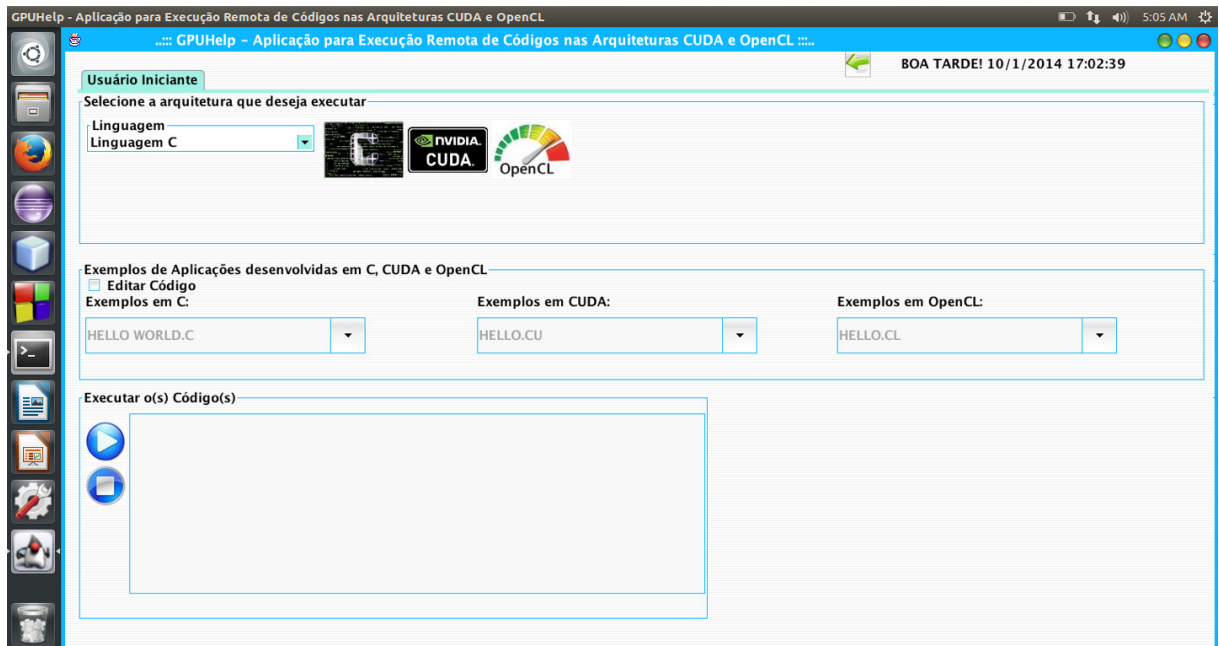 GPUHelp - Aplicação para Execução Remota de Códigos nas Arquiteturas CUDA e OpenCL
5:05 AM
..::: GPUHelp - Aplicação para Execução Remota de Códigos nas Arquiteturas CUDA e OpenCL :::..
BOA TARDE! 10/1/2014 17:02:39
Usuário Iniciante
Selecione a arquitetura que deseja executar
Linguagem
Linguagem C
NVIDIA.
CUDA.
OpenCL
Exemplos de Aplicações desenvolvidas em C, CUDA e OpenCL
Editar Código
Exemplos em C: Exemplos em CUDA: Exemplos em OpenCL:
HELLO WORLD.C HELLO.CU HELLO.CL
Executar o(s) Código(s)